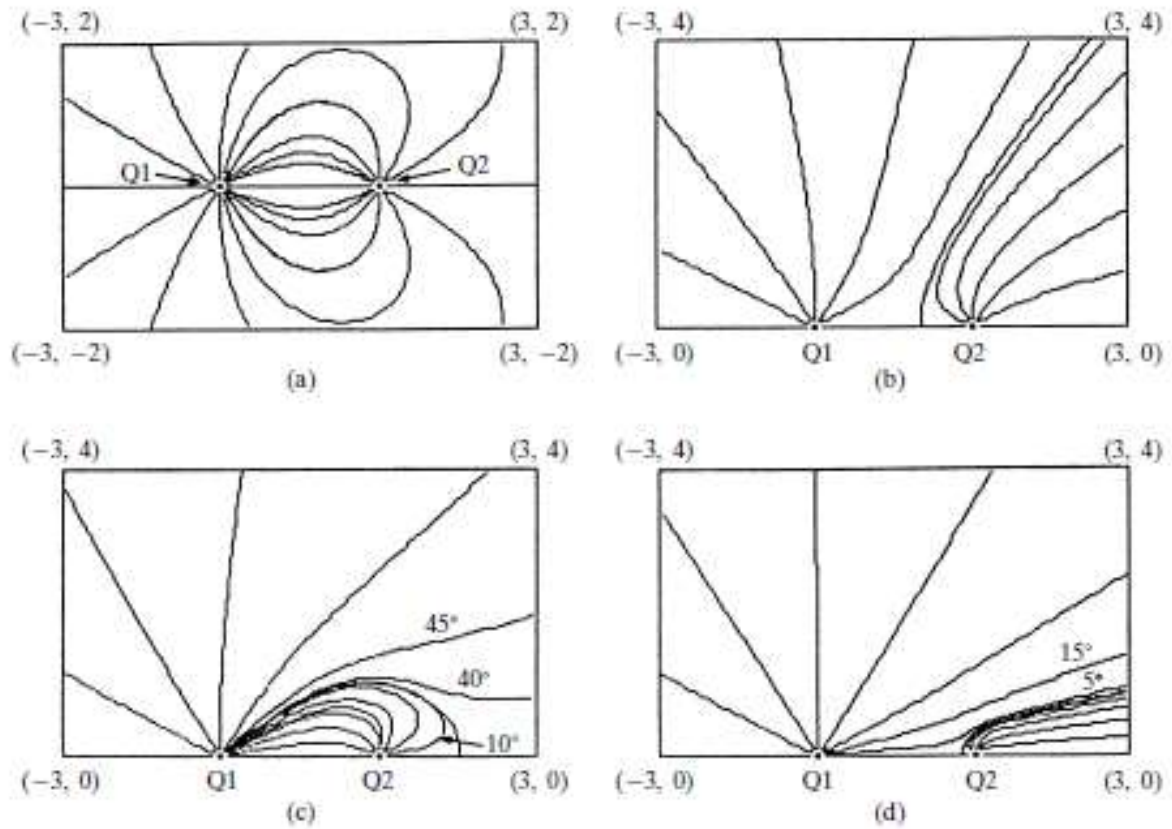 (−3, 2) (3, 2) (−3, 4) (3, 4)
Q1 Q2
(−3, −2) (3, −2) (−3, 0) Q1 Q2 (3, 0)
(a) (b)
(−3, 4) (3, 4) (−3, 4) (3, 4)
45°
15°
40°
5°
10°
(−3, 0) Q1 Q2 (3, 0) (−3, 0) Q1 Q2 (3, 0)
(c) (d)